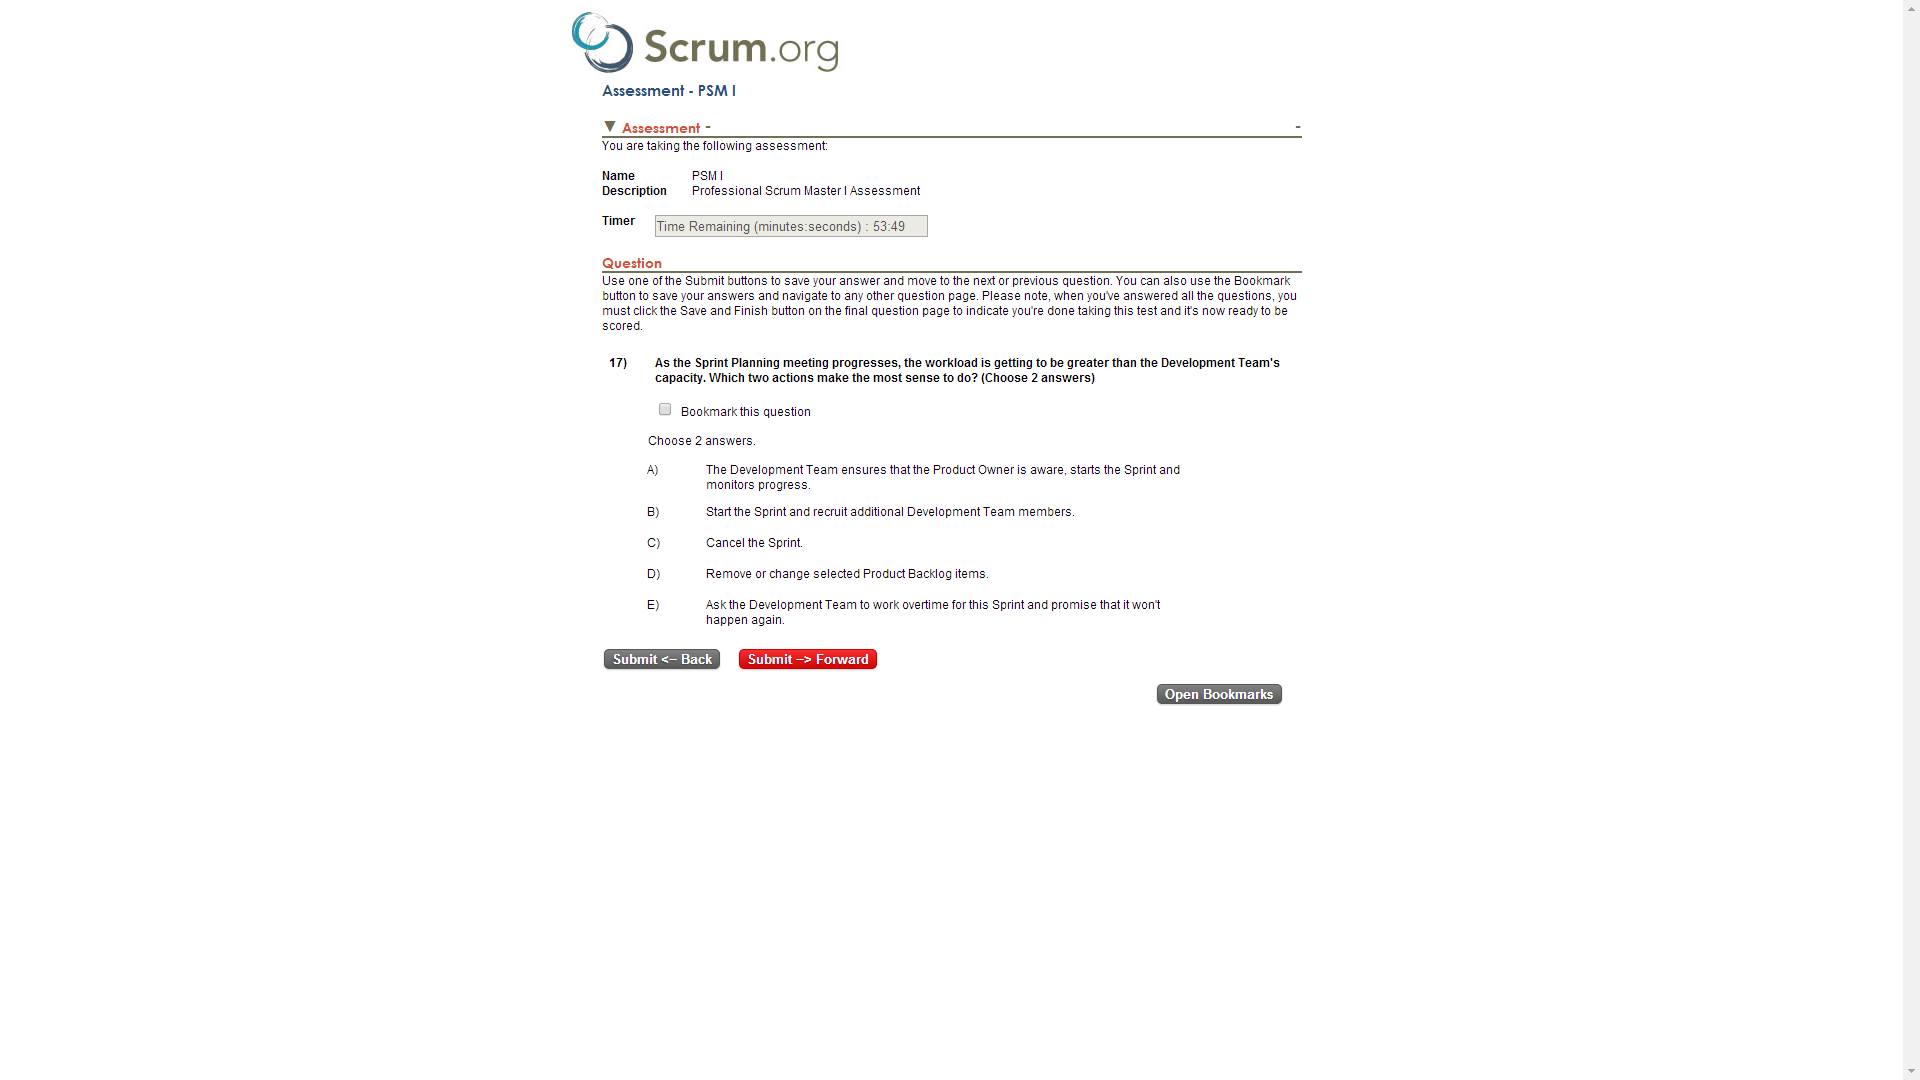 Scrum.org
Assessment - PSM I
▼ Assessment - -
You are taking the following assessment:
Name PSM I
Description Professional Scrum Master I Assessment
Timer Time Remaining (minutes:seconds) : 53:49
Question
Use one of the Submit buttons to save your answer and move to the next or previous question. You can also use the Bookmark
button to save your answers and navigate to any other question page. Please note, when you've answered all the questions, you
must click the Save and Finish button on the final question page to indicate you're done taking this test and it's now ready to be
scored.
17) As the Sprint Planning meeting progresses, the workload is getting to be greater than the Development Team's
capacity. Which two actions make the most sense to do? (Choose 2 answers)
Bookmark this question
Choose 2 answers.
A) The Development Team ensures that the Product Owner is aware, starts the Sprint and
monitors progress.
B) Start the Sprint and recruit additional Development Team members.
C) Cancel the Sprint.
D) Remove or change selected Product Backlog items.
E) Ask the Development Team to work overtime for this Sprint and promise that it won't
happen again.
Submit <-- Back Submit --> Forward
Open Bookmarks